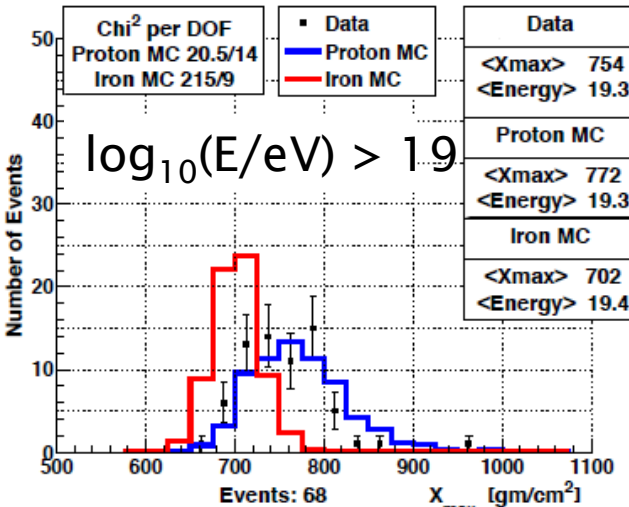 Chi² per DOF
Proton MC 20.5/14
Iron MC 215/9
Data
Proton MC
Iron MC
Data
<Xmax> 754
<Energy> 19.3
Proton MC
<Xmax> 772
<Energy> 19.3
Iron MC
<Xmax> 702
<Energy> 19.4
log₁₀(E/eV) > 19
Number of Events
50
40
30
20
10
0
500 600 700 800 900 1000 1100
Events: 68 X [gm/cm²]